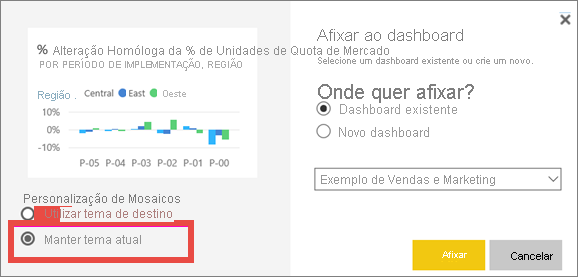 % Alteração Homóloga da % de Unidades de Quota de Mercado
POR PERÍODO DE IMPLEMENTAÇÃO, REGIÃO
Região . Central East Oeste
10%
0%
-10%
P-05 P-04 P-03 P-02 P-01 P-00
Personalização de Mosaicos
Utilizar tema de destino
Manter tema atual
Afixar ao dashboard
Selecione um dashboard existente ou crie um novo.
Onde quer afixar?
Dashboard existente
Novo dashboard
Exemplo de Vendas e Marketing
Afixar
Cancelar